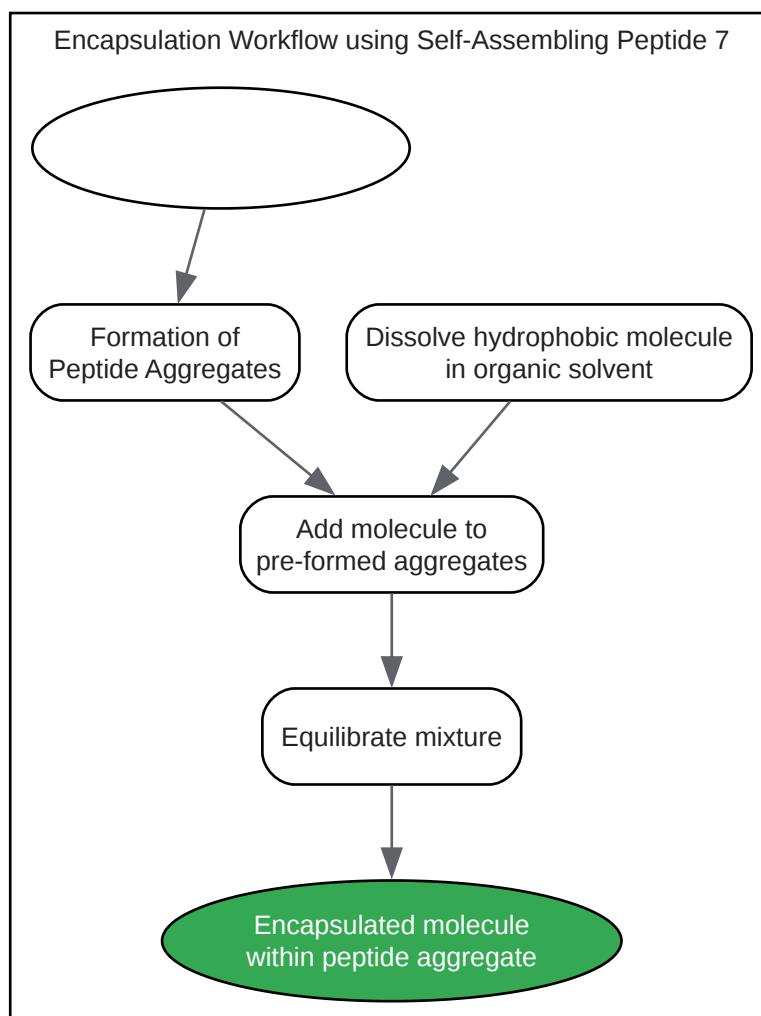 Encapsulation Workflow using Self-Assembling Peptide 7
Formation of
Peptide Aggregates
Dissolve hydrophobic molecule
in organic solvent
Add molecule to
pre-formed aggregates
Equilibrate mixture
Encapsulated molecule
within peptide aggregate